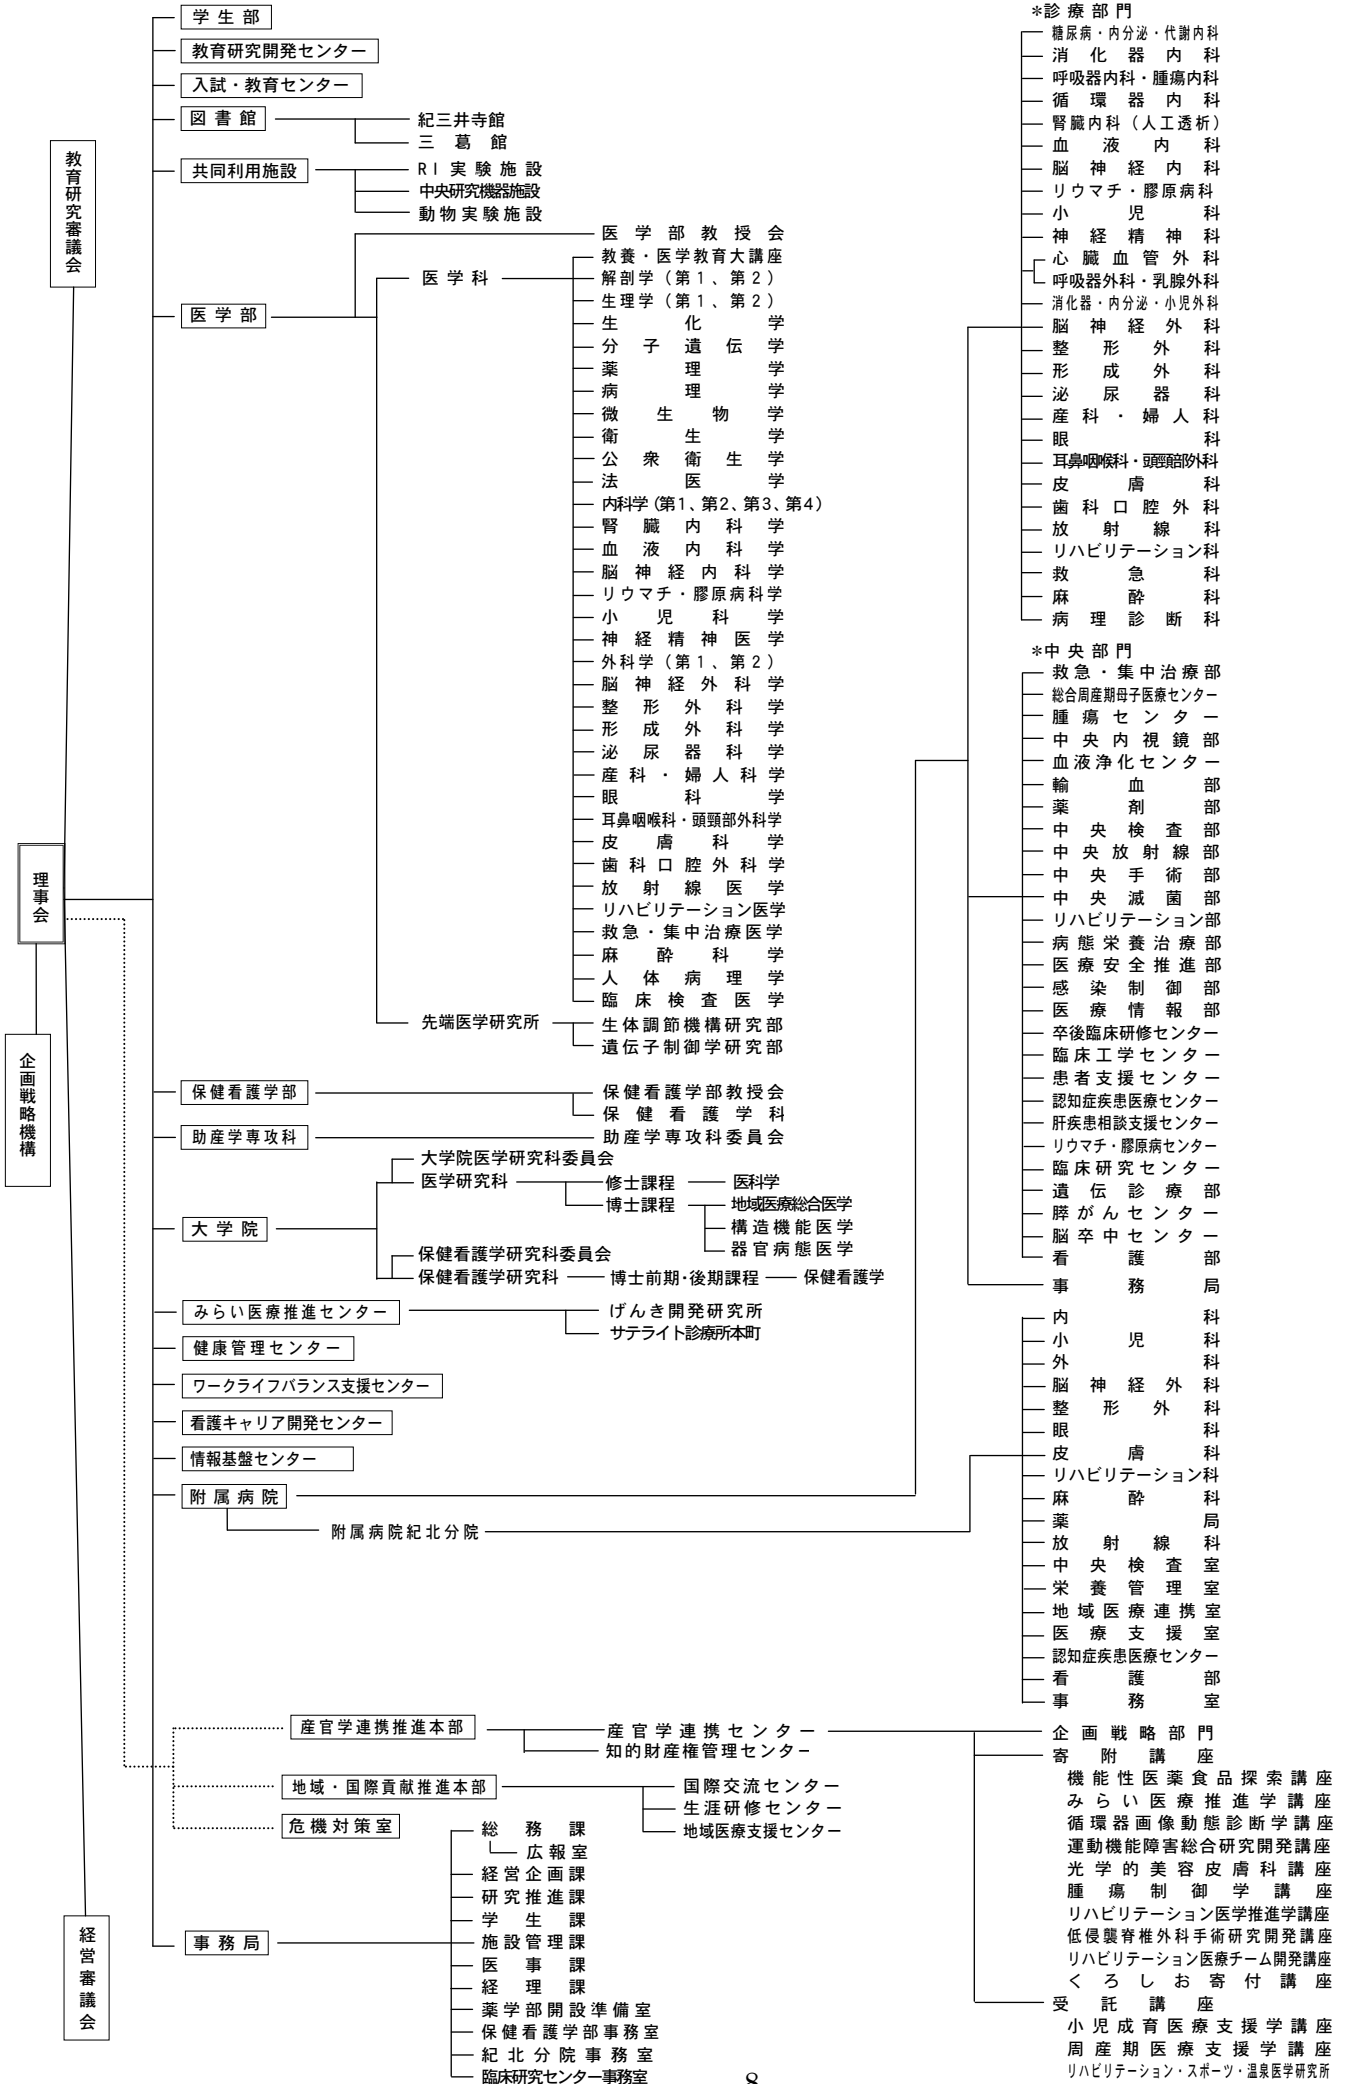 教育研究審議会
理事会
企画戦略機構
経営審議会
学生部
教育研究開発センター
入試・教育センター
図書館
紀三井寺館
三葛館
共同利用施設
RI実験施設
中央研究機器施設
動物実験施設
医学部
医学部教授会
医学科
教養・医学教育大講座
解剖学(第1、第2)
生理学(第1、第2)
生化学
分子遺伝学
薬理学
病理学
微生物学
衛生学
公衆衛生学
法医学
内科学(第1、第2、第3、第4)
腎臓内科学
血液内科学
脳神経内科学
リウマチ・膠原病科学
小児科学
神経精神医学
外科学(第1、第2)
脳神経外科学
整形外科学
形成外科学
泌尿器科学
産科・婦人科学
眼科学
耳鼻咽喉科・頭頸部外科学
皮膚科学
歯科口腔外科学
放射線医学
リハビリテーション医学
救急・集中治療医学
麻酔科学
人体病理学
臨床検査医学
先端医学研究所
生体調節機構研究部
遺伝子制御学研究部
保健看護学部
保健看護学部教授会
保健看護学科
助産学専攻科
助産学専攻科委員会
大学院
大学院医学研究科委員会
医学研究科
修士課程
医科学
博士課程
地域医療総合医学
構造機能医学
器官病態医学
保健看護学研究科委員会
保健看護学研究科
博士前期・後期課程
保健看護学
みらい医療推進センター
げんき開発研究所
サテライト診療所本町
健康管理センター
ワークライフバランス支援センター
看護キャリア開発センター
情報基盤センター
附属病院
附属病院紀北分院
*診療部門
糖尿病・内分泌・代謝内科
消化器内科
呼吸器内科・腫瘍内科
循環器内科
腎臓内科(人工透析)
血液内科
脳神経内科
リウマチ・膠原病科
小児科
神経精神科
心臓血管外科
呼吸器外科・乳腺外科
消化器・内分泌・小児外科
脳神経外科
整形外科
形成外科
泌尿器科
産科・婦人科
眼科
耳鼻咽喉科・頭頸部外科
皮膚科
歯科口腔外科
放射線科
リハビリテーション科
救急科
麻酔科
病理診断科
*中央部門
救急・集中治療部
総合周産期母子医療センター
腫瘍センター
中央内視鏡部
血液浄化センター
輸血部
薬剤部
中央検査部
中央放射線部
中央手術部
中央滅菌部
リハビリテーション部
病態栄養治療部
医療安全推進部
感染制御部
医療情報部
卒後臨床研修センター
臨床工学センター
患者支援センター
認知症疾患医療センター
肝疾患相談支援センター
リウマチ・膠原病センター
臨床研究センター
遺伝診療部
膵がんセンター
脳卒中センター
看護部
事務局
内科
小児科
外科
脳神経外科
整形外科
眼科
皮膚科
リハビリテーション科
麻酔科
薬局
放射線科
中央検査室
栄養管理室
地域医療連携室
医療支援室
認知症疾患医療センター
看護部
事務室
産官学連携推進本部
産官学連携センター
知的財産権管理センター
企画戦略部門
寄附講座
機能性医薬食品探索講座
みらい医療推進学講座
循環器画像動態診断学講座
運動機能障害総合研究開発講座
光学的美容皮膚科講座
腫瘍制御学講座
リハビリテーション医学推進学講座
低侵襲脊椎外科手術研究開発講座
リハビリテーション医療チーム開発講座
くろしお寄付講座
受託講座
小児成育医療支援学講座
周産期医療支援学講座
リハビリテーション・スポーツ・温泉医学研究所
地域・国際貢献推進本部
国際交流センター
生涯研修センター
地域医療支援センター
危機対策室
事務局
総務課
広報室
経営企画課
研究推進課
学生課
施設管理課
医事課
経理課
薬学部開設準備室
保健看護学部事務室
紀北分院事務室
臨床研究センター事務室
8